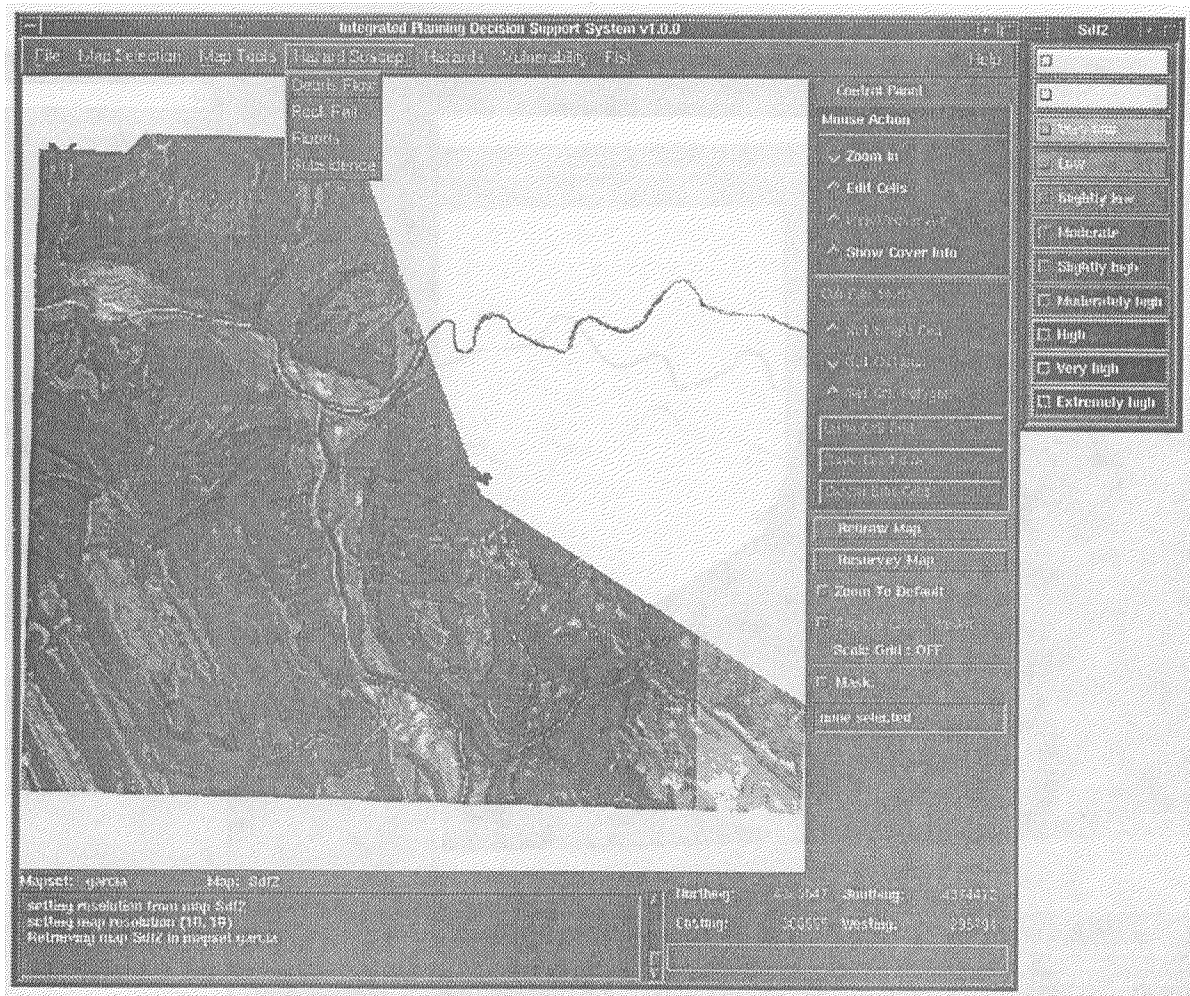 Integrated Planning Decision Support System v1.0.0
File Map Selection Map Tools Hazard Suscep Hazards Vulnerability Help
Debris Flow
Rock Fall
Floods
Subsidence
Control Panel
Mouse Action
Zoom In
Edit Cells
Show Cover Info
Redraw Map
Resurvey Map
Zoom To Default
Scale Grid : OFF
Mask
none selected
Sdf2
Very low
Low
Slightly low
Moderate
Slightly high
Moderately high
High
Very high
Extremely high
Mapset: garcia Map: Sdf2
setting resolution from map Sdf2
setting map resolution (10, 10)
Retrieving map Sdf2 in mapset garcia
Northing: Southing:
Easting: Westing: